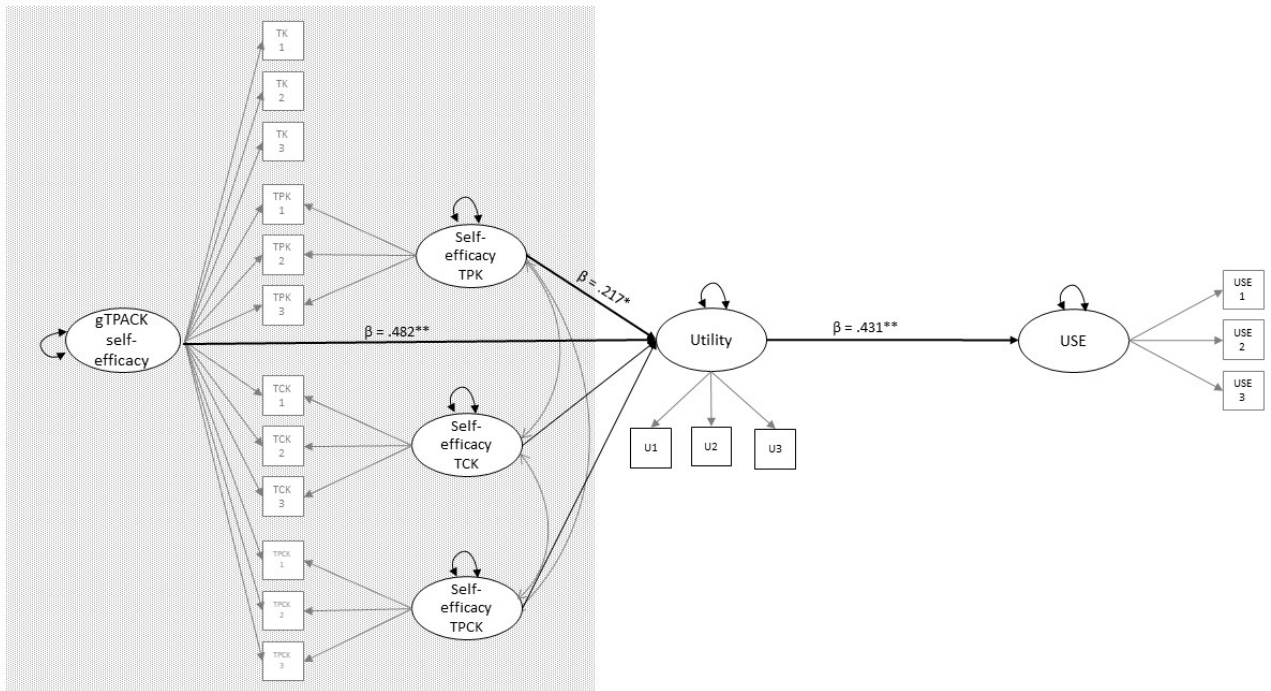 TK
1
TK
2
TK
3
TPK
1
TPK
2
TPK
3
TCK
1
TCK
2
TCK
3
TPCK
1
TPCK
2
TPCK
3
gTPACK
self-
efficacy
Self-
efficacy
TPK
Self-
efficacy
TCK
Self-
efficacy
TPCK
β = .482**
β = .217*
Utility
U1
U2
U3
β = .431**
USE
USE
1
USE
2
USE
3